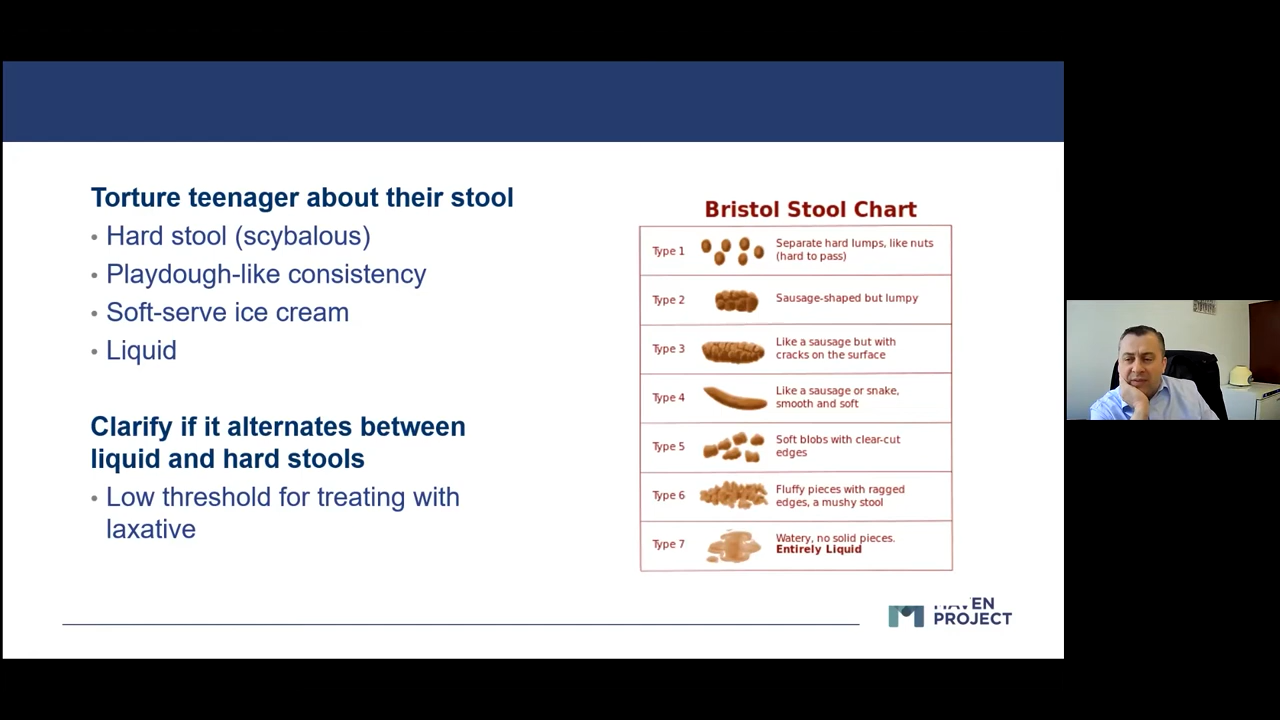 Torture teenager about their stool
• Hard stool (scybalous)
• Playdough-like consistency
• Soft-serve ice cream
• Liquid
Clarify if it alternates between
liquid and hard stools
• Low threshold for treating with
laxative
Bristol Stool Chart
Type 1
Separate hard lumps, like nuts
(hard to pass)
Type 2
Sausage-shaped but lumpy
Type 3
Like a sausage but with
cracks on the surface
Type 4
Like a sausage or snake,
smooth and soft
Type 5
Soft blobs with clear-cut
edges
Type 6
Fluffy pieces with ragged
edges, a mushy stool
Type 7
Watery, no solid pieces.
Entirely Liquid
MAVEN
PROJECT